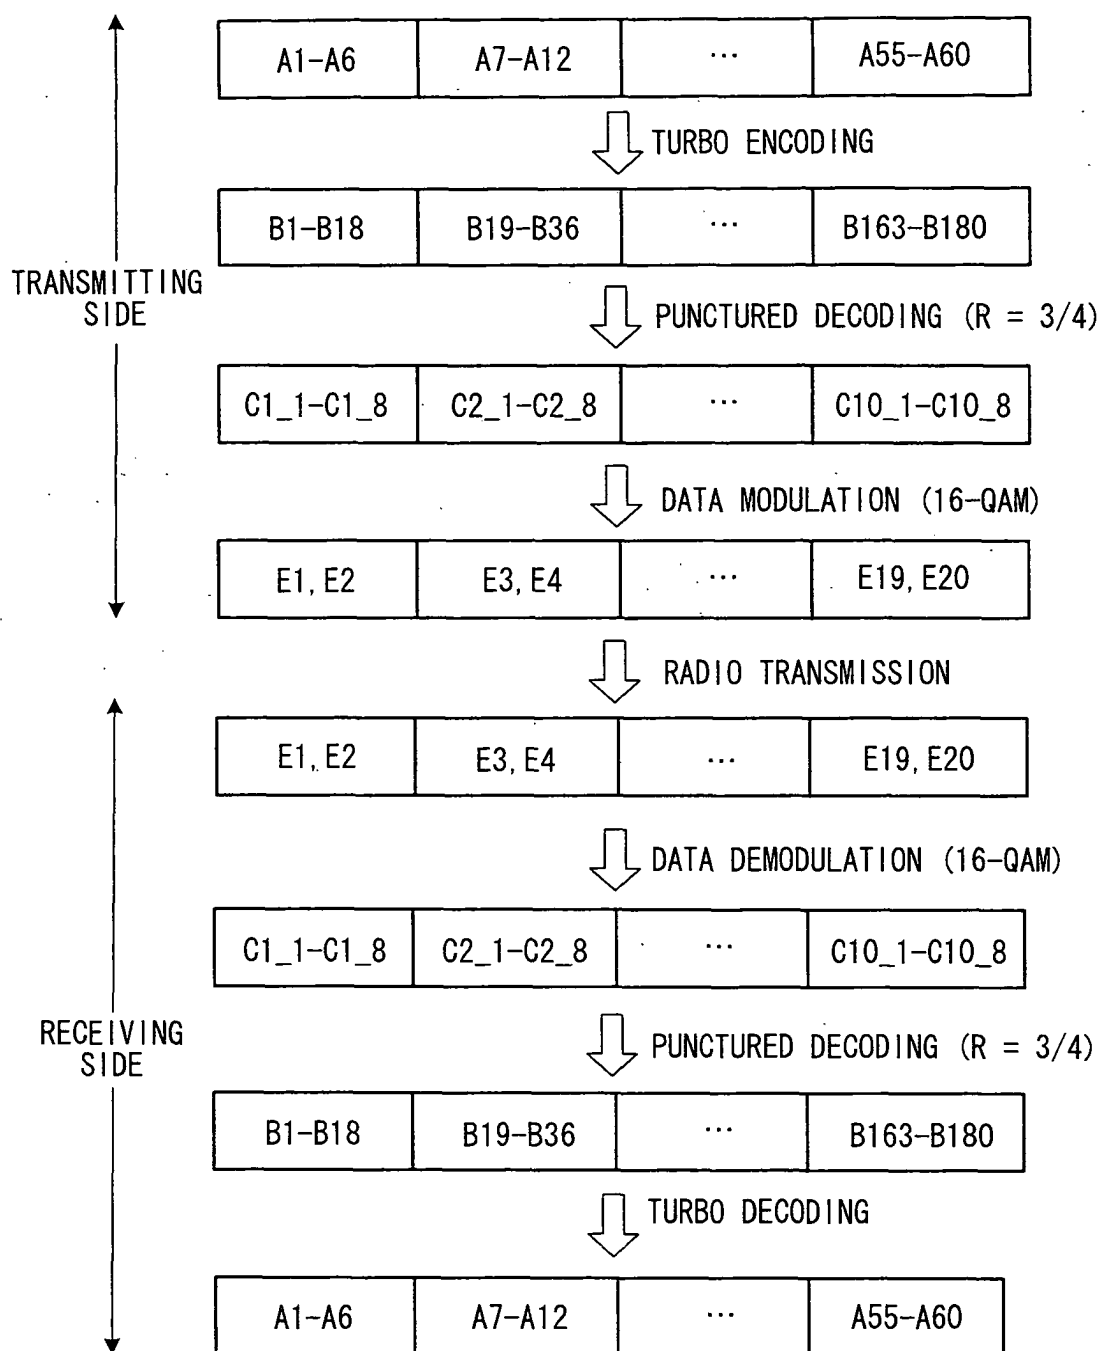 A1-A6 A7-A12 ... A55-A60
TURBO ENCODING
B1-B18 B19-B36 ... B163-B180
TRANSMITTING
SIDE
PUNCTURED DECODING (R = 3/4)
C1_1-C1_8 C2_1-C2_8 ... C10_1-C10_8
DATA MODULATION (16-QAM)
E1, E2 E3, E4 ... E19, E20
RADIO TRANSMISSION
E1, E2 E3, E4 ... E19, E20
DATA DEMODULATION (16-QAM)
C1_1-C1_8 C2_1-C2_8 ... C10_1-C10_8
RECEIVING
SIDE
PUNCTURED DECODING (R = 3/4)
B1-B18 B19-B36 ... B163-B180
TURBO DECODING
A1-A6 A7-A12 ... A55-A60